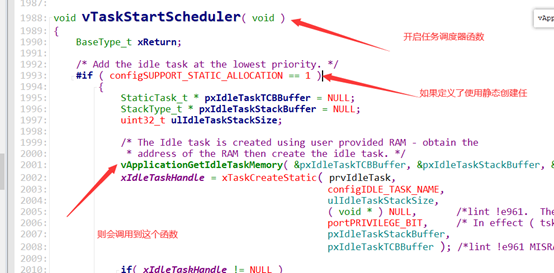 1987:
1988: void vTaskStartScheduler( void )
开启任务调度器函数
1989: {
1990: BaseType_t xReturn;
1991:
1992: /* Add the idle task at the lowest priority. */
1993: #if ( configSUPPORT_STATIC_ALLOCATION == 1 )
如果定义了使用静态创建任
1994: {
1995: StaticTask_t * pxIdleTaskTCBBuffer = NULL;
1996: StackType_t * pxIdleTaskStackBuffer = NULL;
1997: uint32_t ulIdleTaskStackSize;
1998:
1999: /* The Idle task is created using user provided RAM - obtain the
2000: * address of the RAM then create the idle task. */
2001: vApplicationGetIdleTaskMemory( &pxIdleTaskTCBBuffer, &pxIdleTaskStackBuffer, &
2002: xIdleTaskHandle = xTaskCreateStatic( prvIdleTask,
2003: configIDLE_TASK_NAME,
2004: ulIdleTaskStackSize,
2005: ( void * ) NULL, /*lint !e961. The
2006: portPRIVILEGE_BIT, /* In effect ( tsk
则会调用到这个函数
2007: pxIdleTaskStackBuffer,
2008: pxIdleTaskTCBBuffer ); /*lint !e961 MISRA
2009:
2010: if( xIdleTaskHandle != NULL )